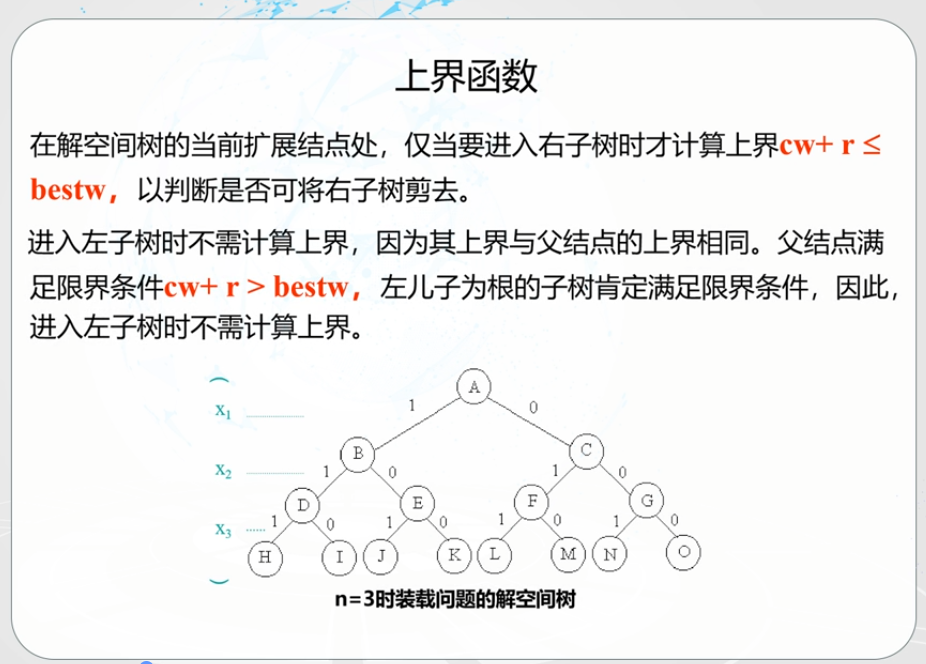 上界函数
在解空间树的当前扩展结点处，仅当要进入右子树时才计算上界cw+ r ≤
bestw，以判断是否可将右子树剪去。
进入左子树时不需计算上界，因为其上界与父结点的上界相同。父结点满
足限界条件cw+ r > bestw，左儿子为根的子树肯定满足限界条件，因此，
进入左子树时不需计算上界。
(
A
x1 1 0
B C
x2 1 0 1 0
D E F G
x3 1 0 1 0 1 0 1 0
H I J K L M N O
)
n=3时装载问题的解空间树